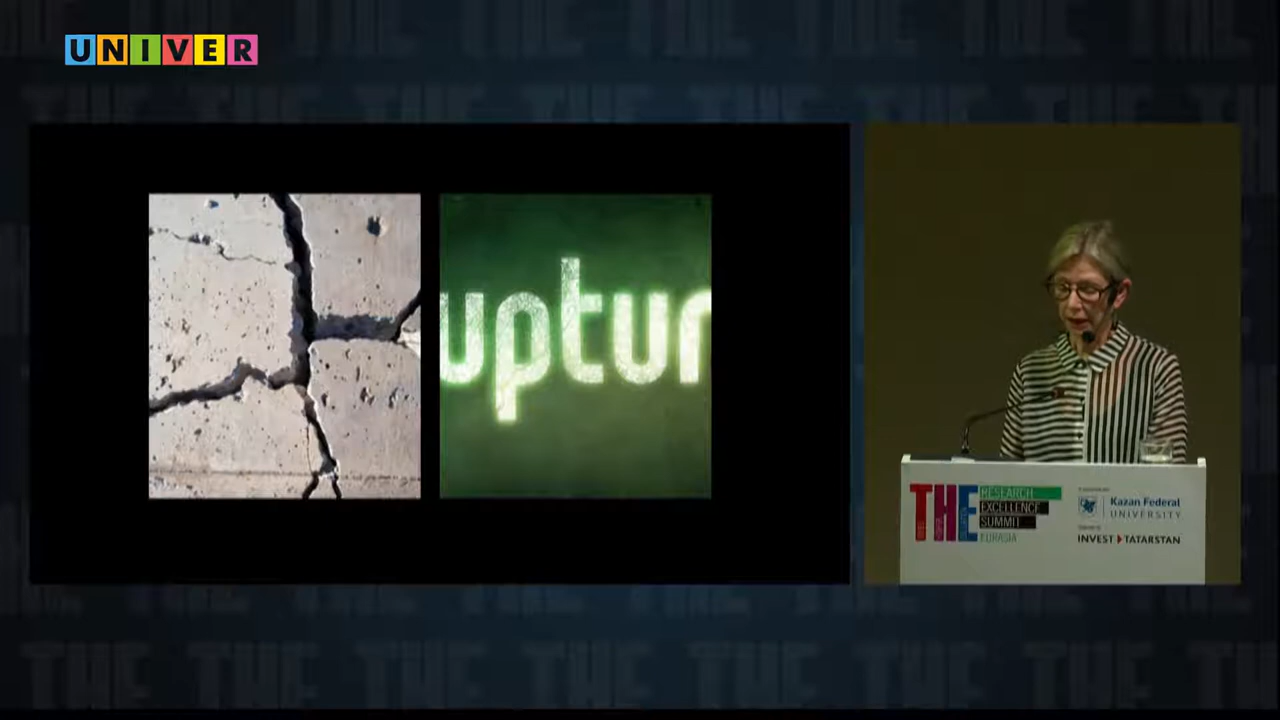 UNIVER
uptur
THE
RESEARCH
EXCELLENCE
SUMMIT
EURASIA
Kazan Federal
UNIVERSITY
INVEST TATARSTAN